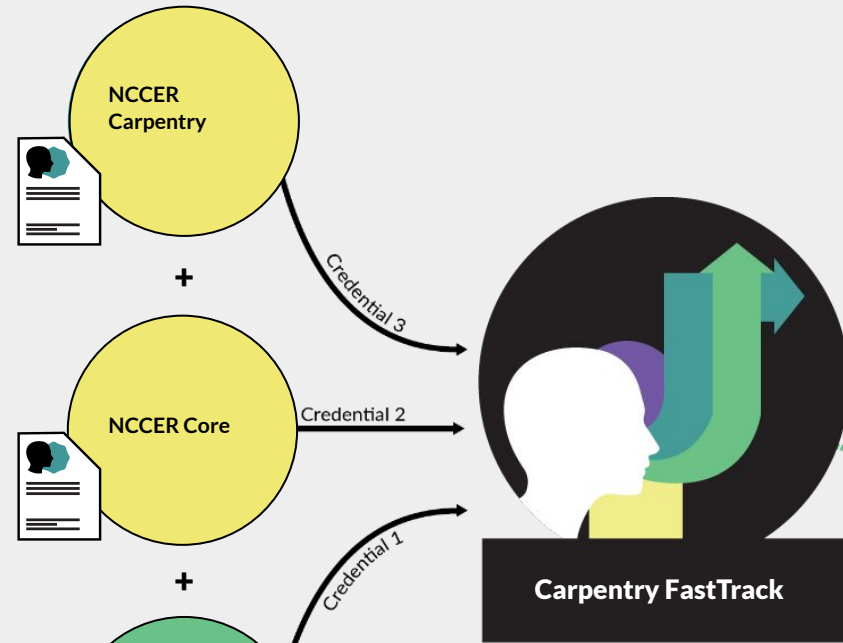 NCCER
Carpentry
Credential 3
+
NCCER Core
Credential 2
+
Credential 1
Carpentry FastTrack